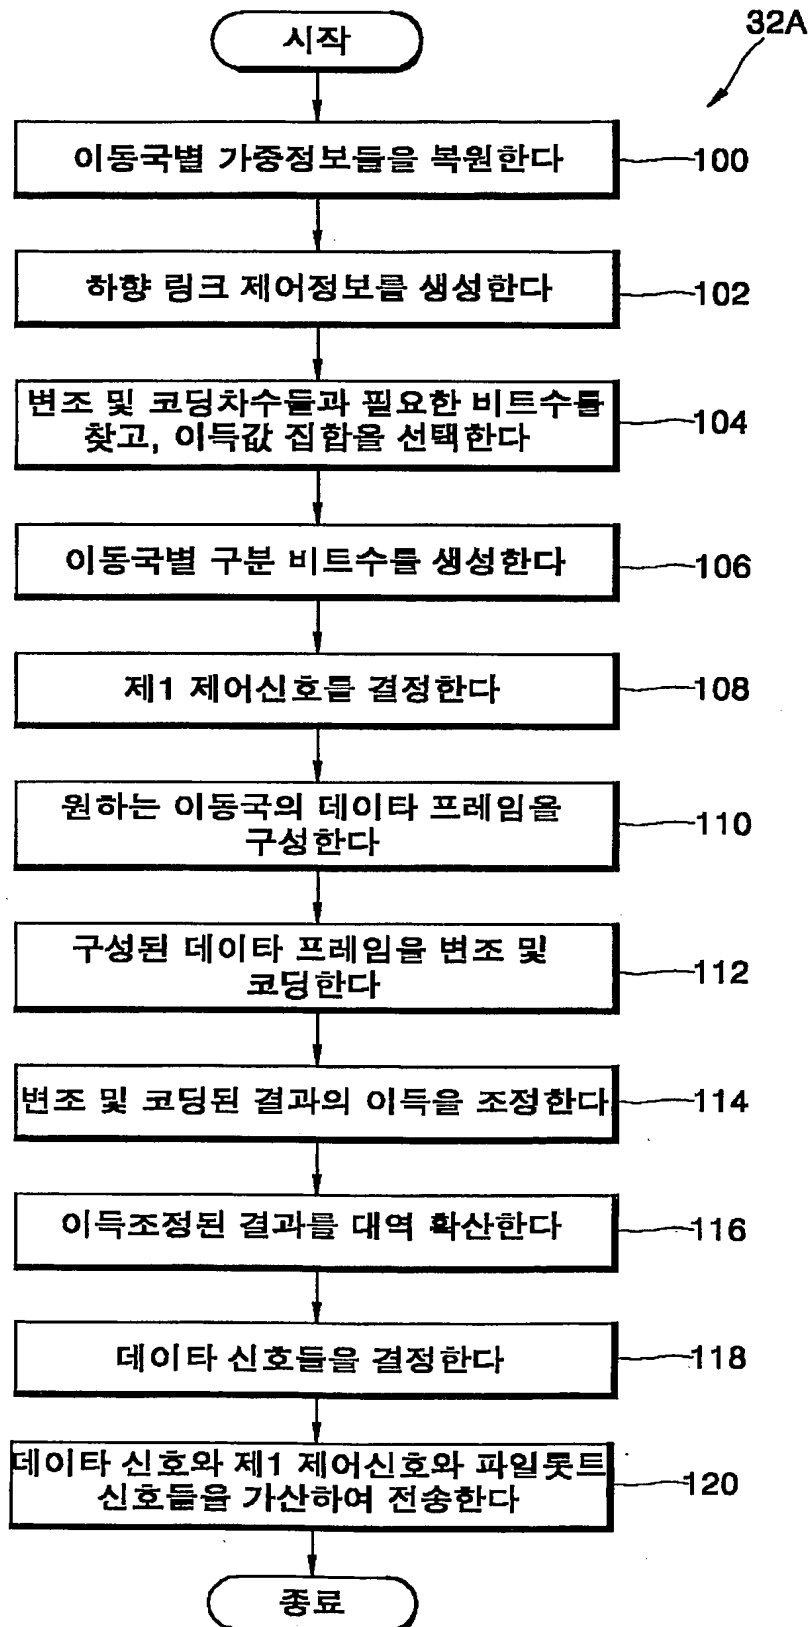 32A
시작
이동국별 가중정보들을 복원한다
100
하향 링크 제어정보를 생성한다
102
변조 및 코딩차수들과 필요한 비트수를
찾고, 이득값 집합을 선택한다
104
이동국별 구분 비트수를 생성한다
106
제1 제어신호를 결정한다
108
원하는 이동국의 데이타 프레임을
구성한다
110
구성된 데이타 프레임을 변조 및
코딩한다
112
변조 및 코딩된 결과의 이득을 조정한다
114
이득조정된 결과를 대역 확산한다
116
데이타 신호들을 결정한다
118
데이타 신호와 제1 제어신호와 파일롯트
신호들을 가산하여 전송한다
120
종료